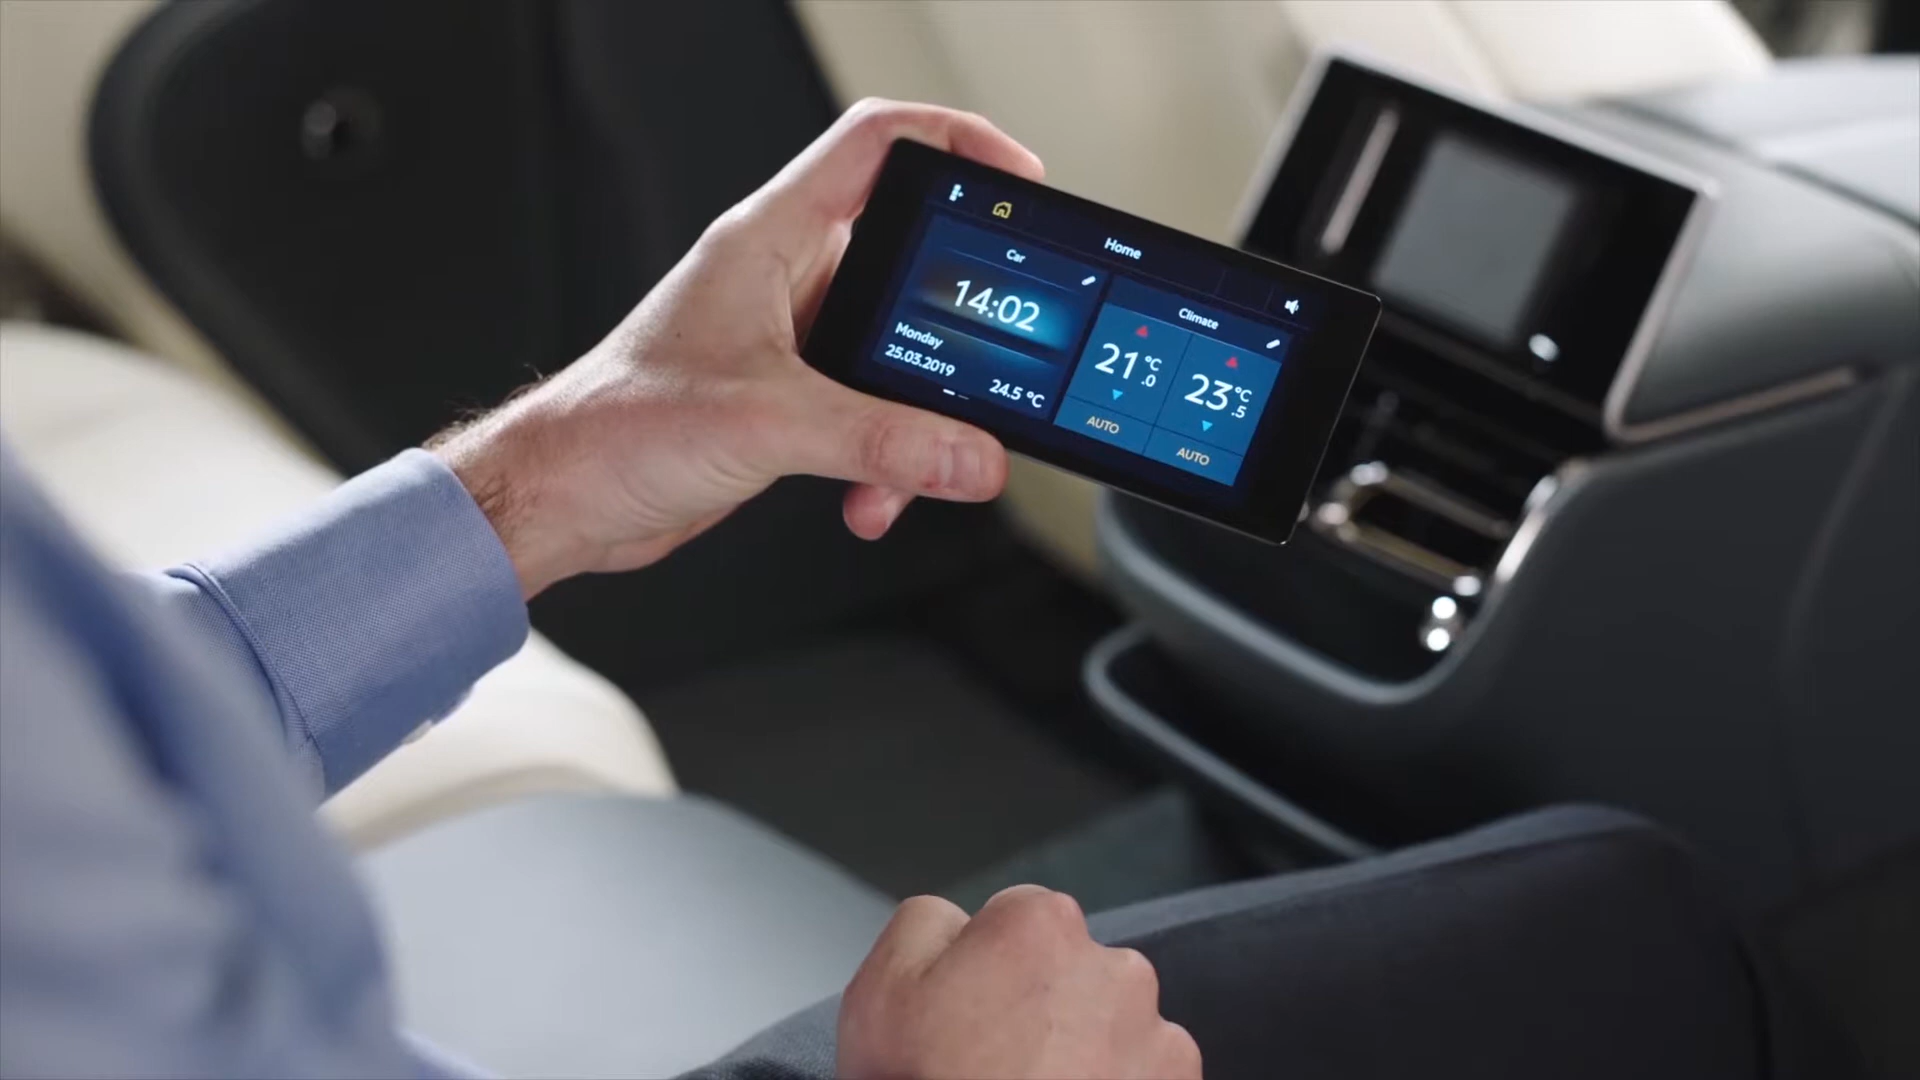 Home
Car
14:02
Monday
25.03.2019
24.5 °C
Climate
21 °C .0
23 °C .5
AUTO
AUTO